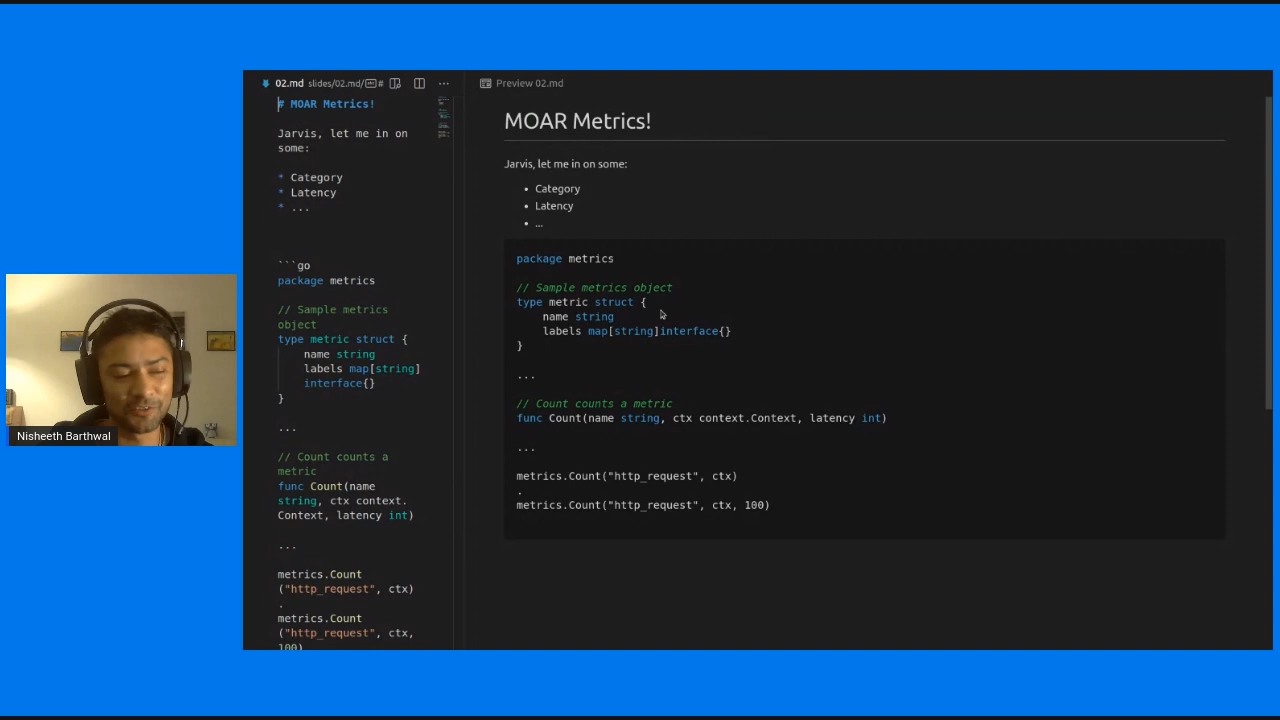 02.md slides/02.md/ #
# MOAR Metrics!
Jarvis, let me in on
some:
* Category
* Latency
* ...
```go
package metrics
// Sample metrics
object
type metric struct {
name string
labels map[string]
interface{}
}
...
// Count counts a
metric
func Count(name
string, ctx context.
Context, latency int)
...
metrics.Count
("http_request", ctx)
.
metrics.Count
("http_request", ctx,
100)
Preview 02.md
MOAR Metrics!
Jarvis, let me in on some:
• Category
• Latency
• ...
package metrics
// Sample metrics object
type metric struct {
name string
labels map[string]interface{}
}
...
// Count counts a metric
func Count(name string, ctx context.Context, latency int)
...
metrics.Count("http_request", ctx)
.
metrics.Count("http_request", ctx, 100)
Nisheeth Barthwal